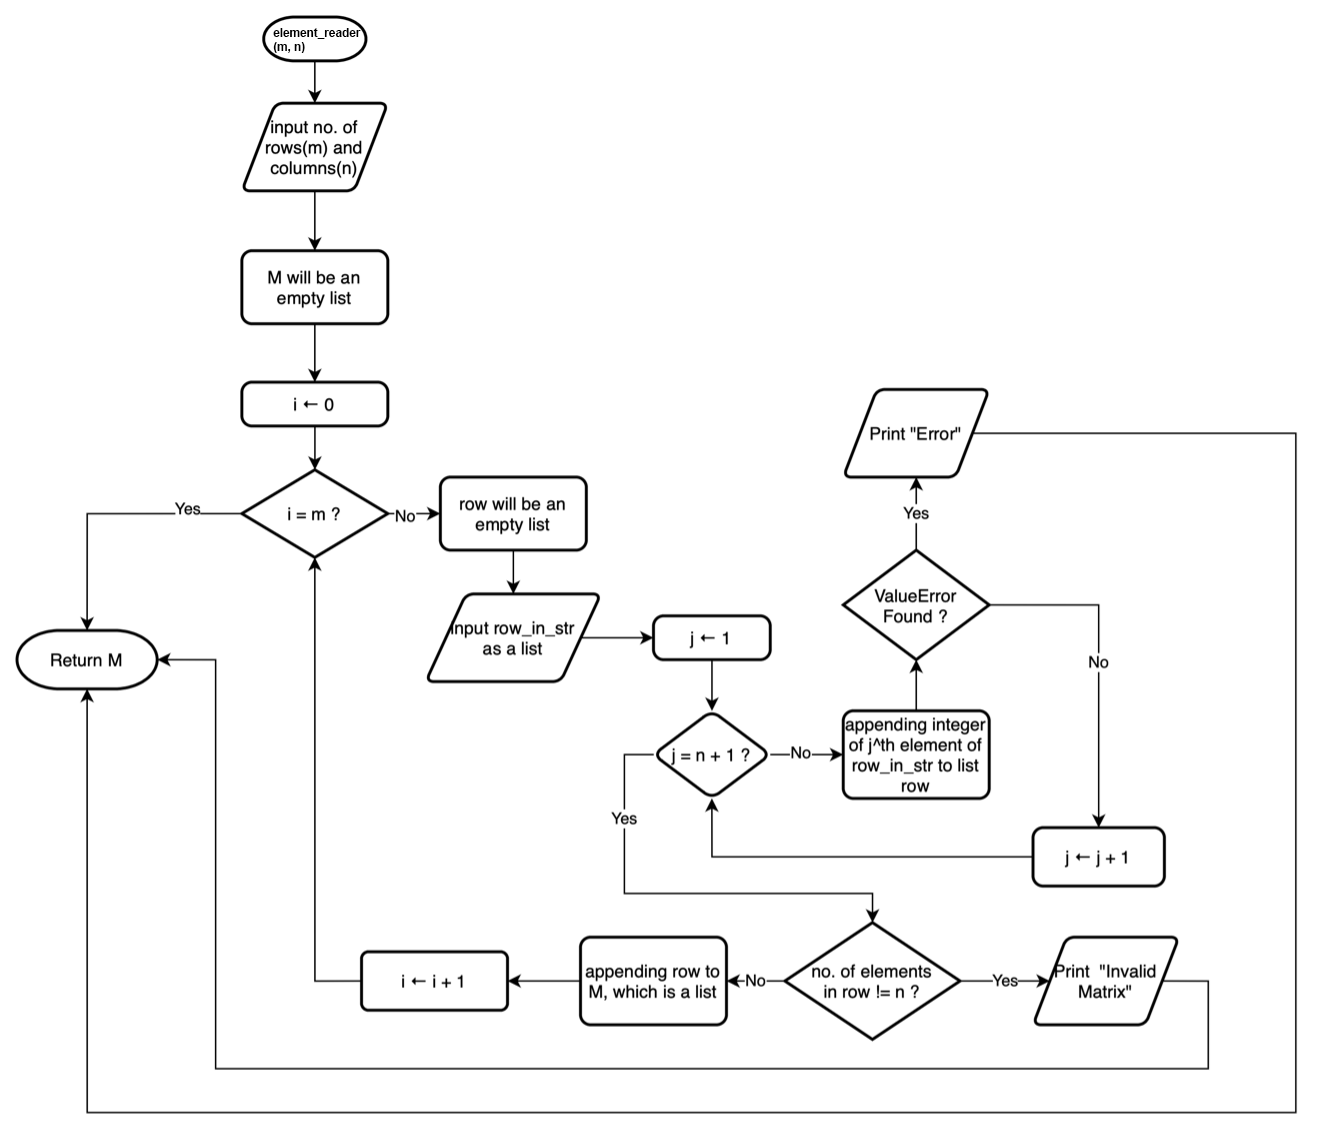 element_reader
(m, n)
input no. of
rows(m) and
columns(n)
M will be an
empty list
i ← 0
i = m ?
Yes
No
row will be an
empty list
input row_in_str
as a list
j ← 1
j = n + 1 ?
No
Yes
appending integer
of j^th element of
row_in_str to list
row
ValueError
Found ?
Yes
Print "Error"
No
j ← j + 1
no. of elements
in row != n ?
Yes
Print "Invalid
Matrix"
No
appending row to
M, which is a list
i ← i + 1
Return M